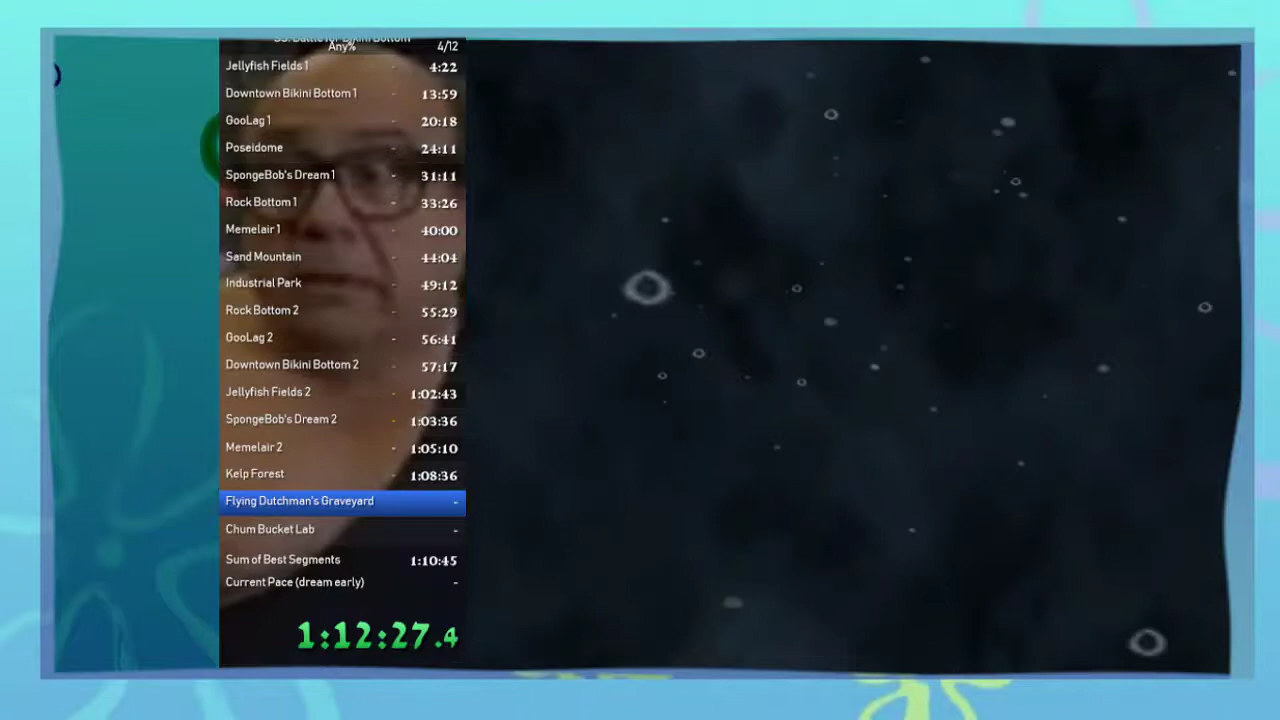 SB: Battle for Bikini Bottom
Any% 4/12
Jellyfish Fields 1 - 4:22
Downtown Bikini Bottom 1 - 13:59
GooLag 1 - 20:18
Poseidome - 24:11
SpongeBob's Dream 1 - 31:11
Rock Bottom 1 - 33:26
Memelair 1 - 40:00
Sand Mountain - 44:04
Industrial Park - 49:12
Rock Bottom 2 - 55:29
GooLag 2 - 56:41
Downtown Bikini Bottom 2 - 57:17
Jellyfish Fields 2 - 1:02:43
SpongeBob's Dream 2 - 1:03:36
Memelair 2 - 1:05:10
Kelp Forest - 1:08:36
Flying Dutchman's Graveyard -
Chum Bucket Lab -
Sum of Best Segments 1:10:45
Current Pace (dream early) -
1:12:27.4